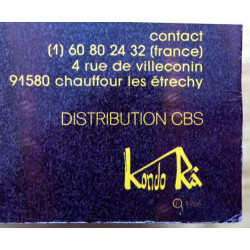 contact
(1) 60 80 24 32 (france)
4 rue de villeconin
91580 chauffour les étrechy
DISTRIBUTION CBS
Kondo Râ
℗ 1986